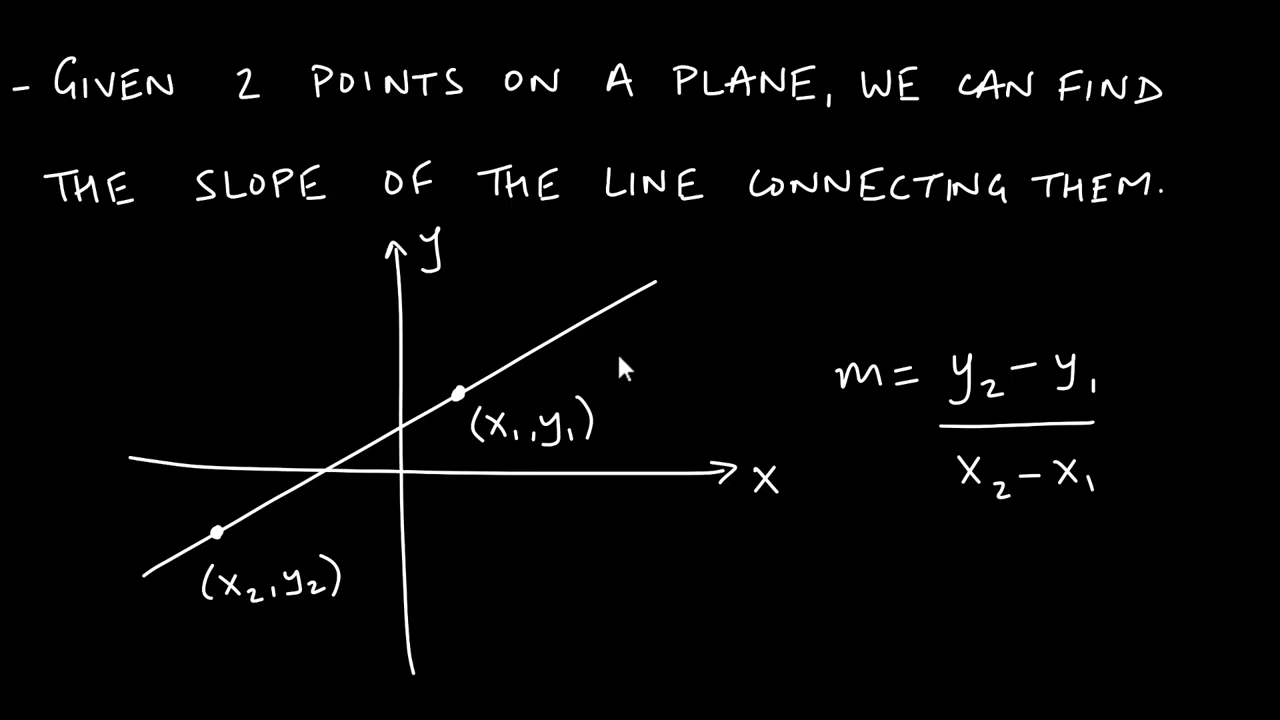 - GIVEN 2 POINTS ON A PLANE, WE CAN FIND
THE SLOPE OF THE LINE CONNECTING THEM.
y
(x₁,y₁)
x
(x₂,y₂)
m = y₂ - y₁
x₂ - x₁